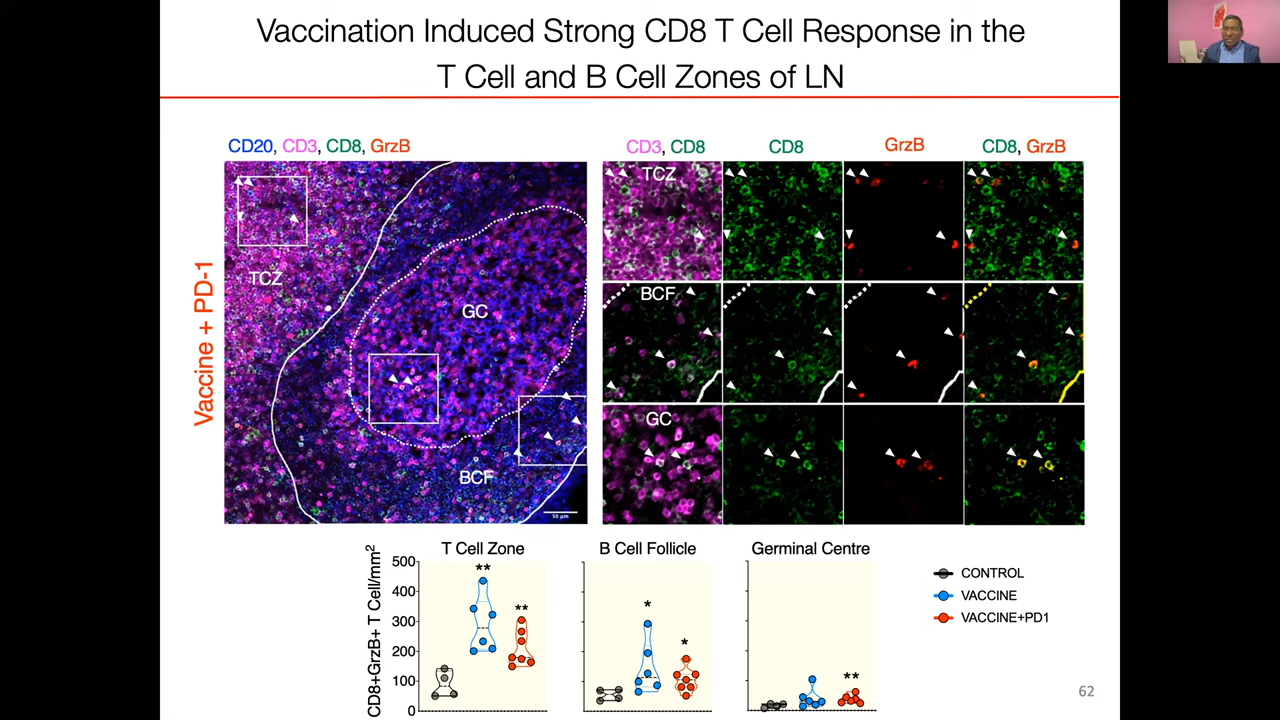 Vaccination Induced Strong CD8 T Cell Response in the
T Cell and B Cell Zones of LN
CD20, CD3, CD8, GrzB
CD3, CD8
CD8
GrzB
CD8, GrzB
Vaccine + PD-1
TCZ
GC
BCF
50 µm
TCZ
BCF
GC
T Cell Zone
B Cell Follicle
Germinal Centre
CD8+GrzB+ T Cell/mm²
500
400
300
200
100
0
**
**
*
*
**
CONTROL
VACCINE
VACCINE+PD1
62